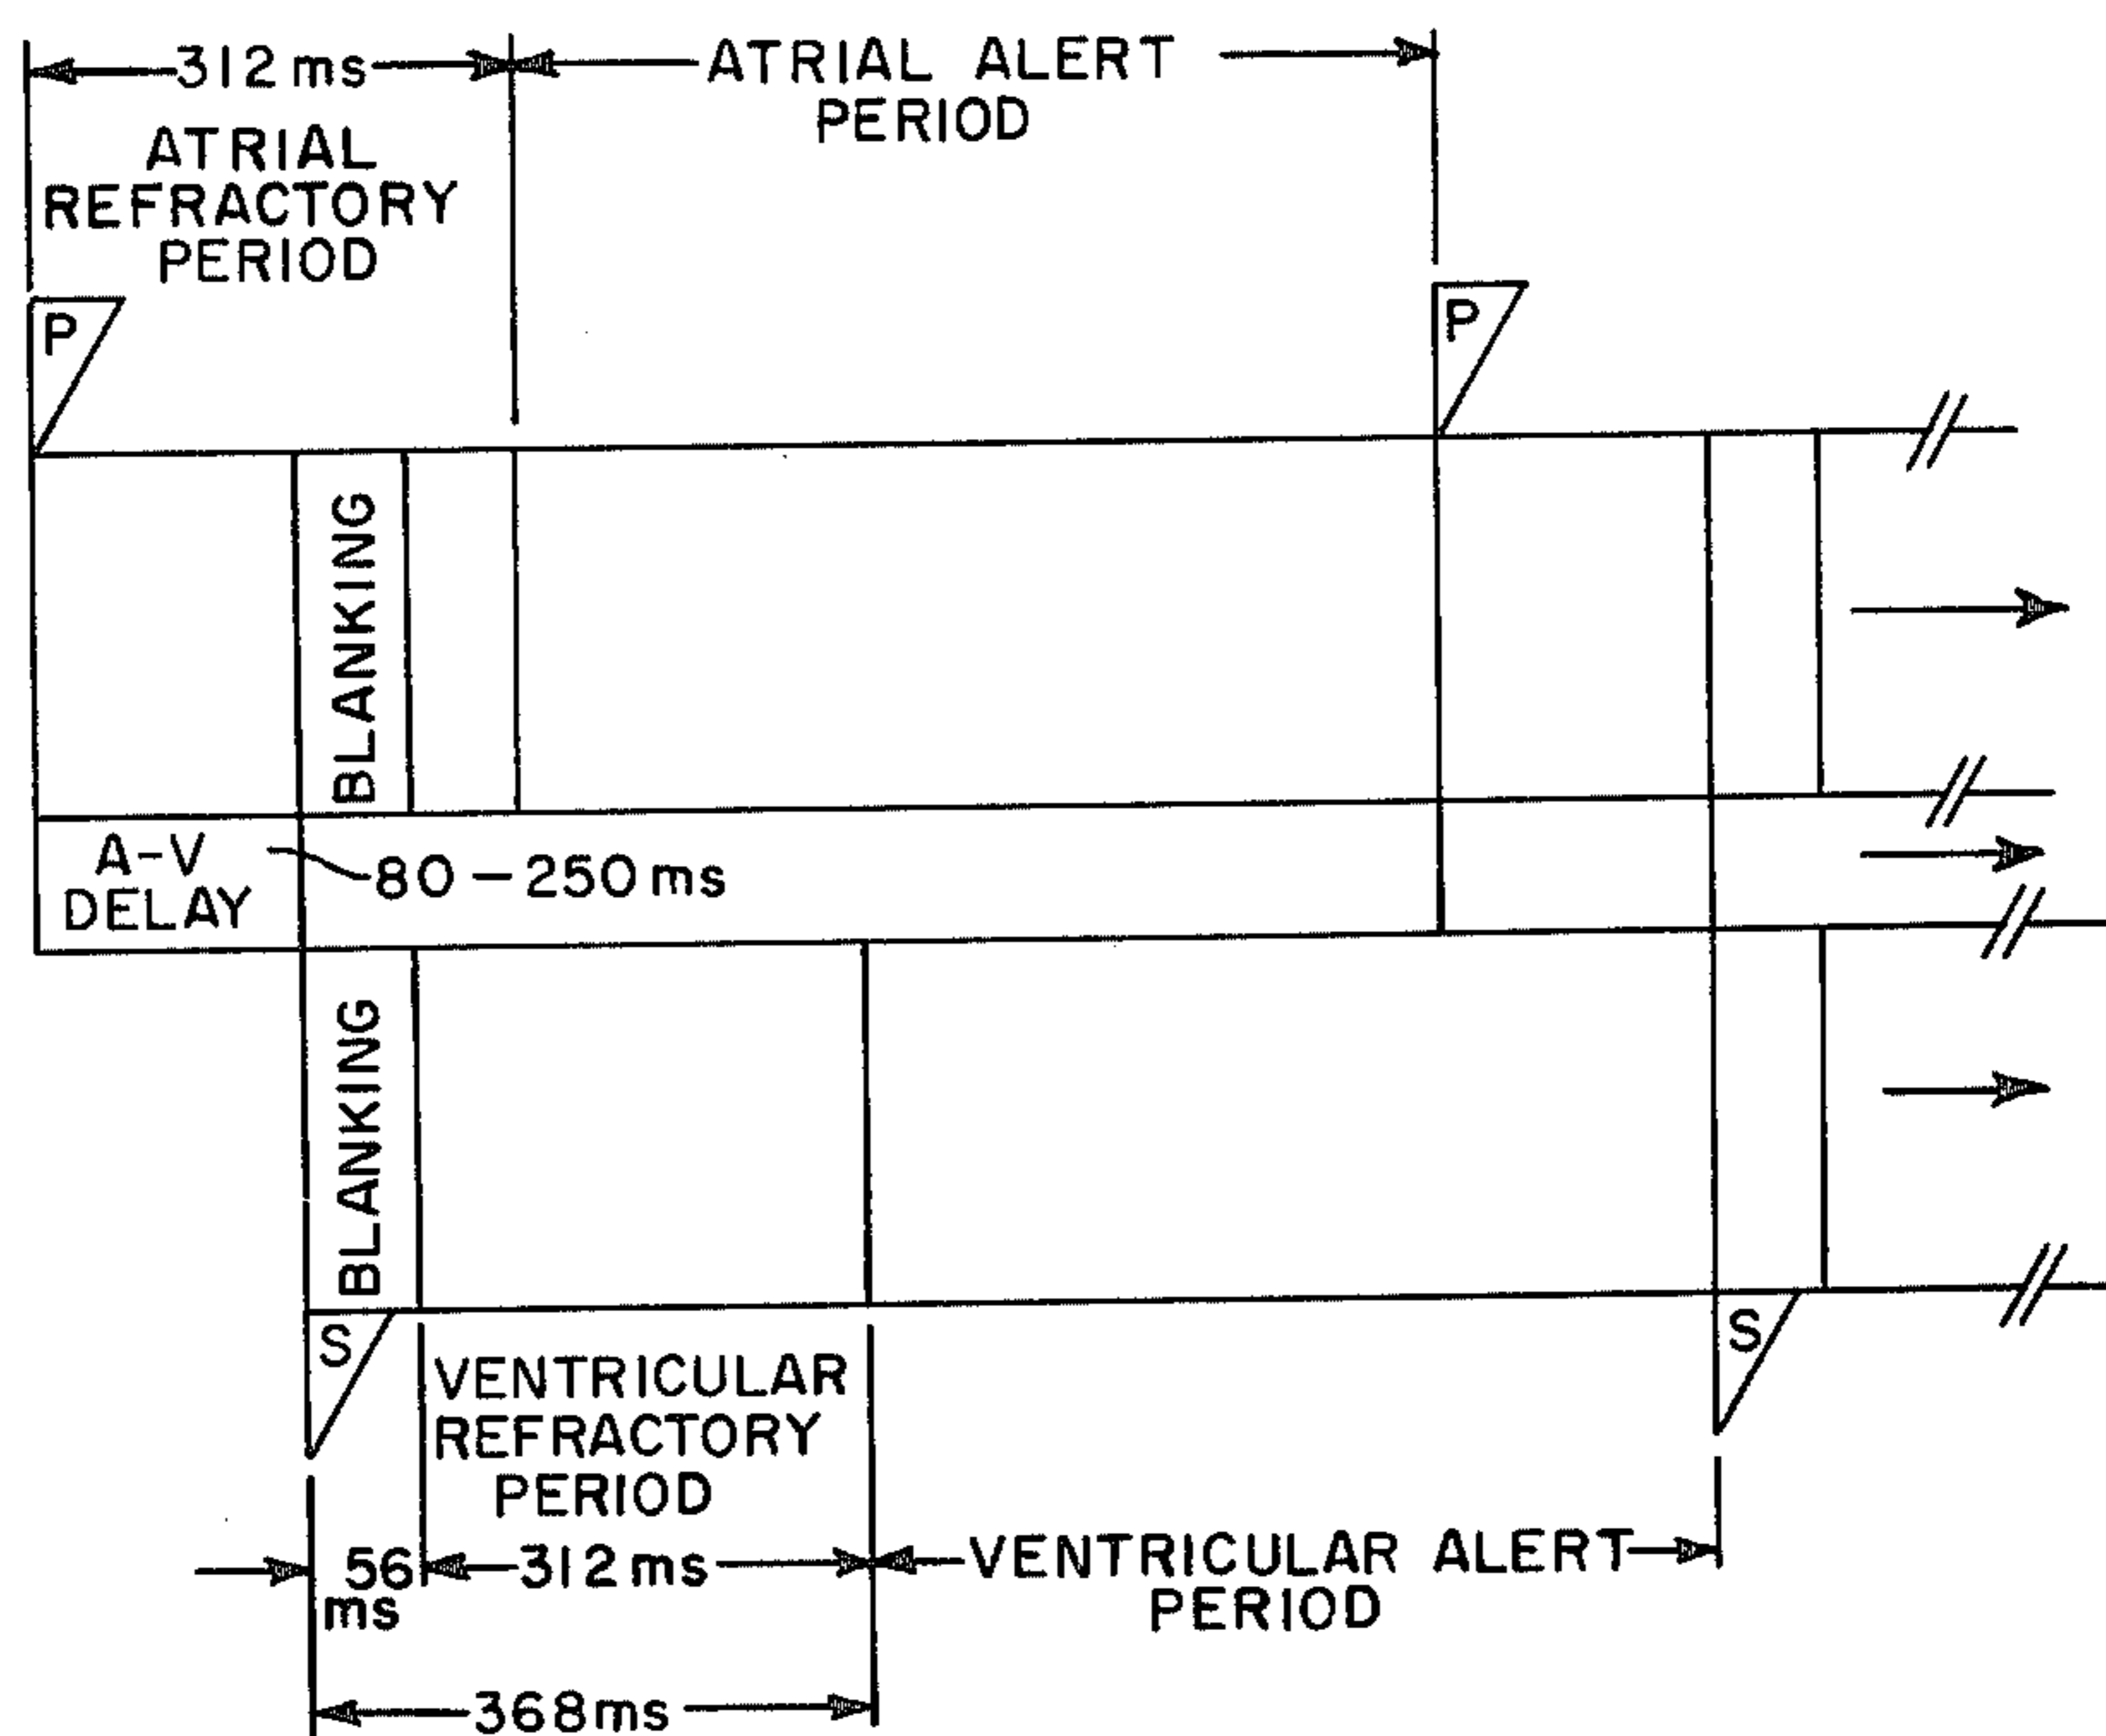 312 ms
ATRIAL ALERT
PERIOD
ATRIAL
REFRACTORY
PERIOD
P
P
BLANKING
A-V
DELAY
80-250 ms
BLANKING
S
S
VENTRICULAR
REFRACTORY
PERIOD
56
ms
312 ms
VENTRICULAR ALERT
PERIOD
368 ms